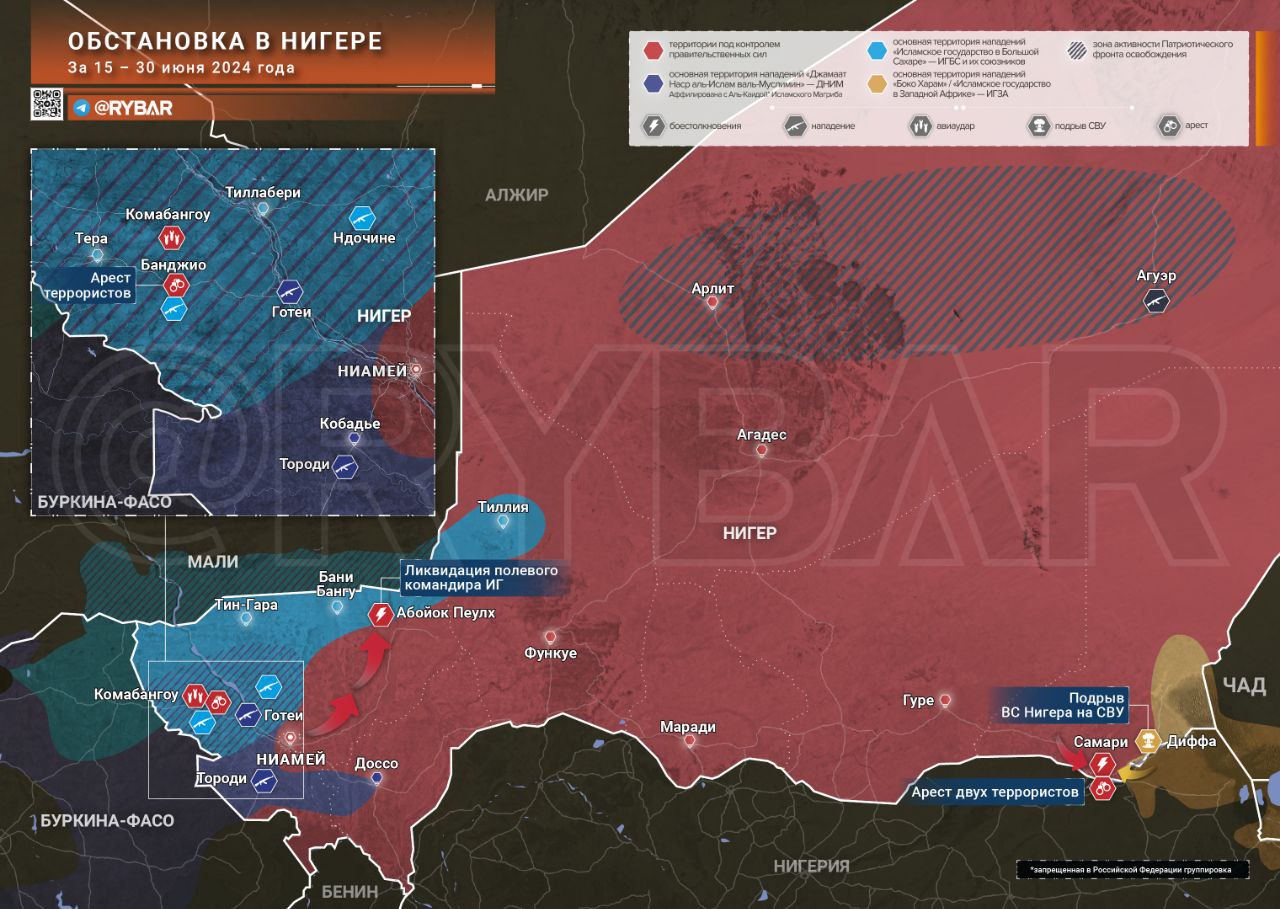 ОБСТАНОВКА В НИГЕРЕ
За 15 – 30 июня 2024 года
@RYBAR
территории под контролем
правительственных сил
основная территория нападений «Джамаат
Наср аль-Ислам валь-Муслимин» — ДНИМ
Аффилирована с Аль-Каидой* Исламского Магриба
основная территория нападений
«Исламское государство в Большой
Сахаре» — ИГБС и их союзников
основная территория нападений
«Боко Харам» / «Исламское государство
в Западной Африке» — ИГЗА
зона активности Патриотического
фронта освобождения
боестолкновения
нападение
авиаудар
подрыв СВУ
арест
Тиллабери
Комабангоу
Ндочине
Тера
Банджио
Арест
террористов
Готеи
НИГЕР
НИАМЕЙ
Кобадье
Тороди
БУРКИНА-ФАСО
АЛЖИР
Арлит
Агуэр
Агадес
НИГЕР
@RYBAR
Тиллия
МАЛИ
Ликвидация полевого
командира ИГ
Бани
Бангу
Тин-Гара
Абойок Пеулх
Функуе
Комабангоу
Готеи
НИАМЕЙ
Тороди
Доссо
Маради
Гуре
Подрыв
ВС Нигера на СВУ
ЧАД
Самари
Диффа
Арест двух террористов
БУРКИНА-ФАСО
НИГЕРИЯ
БЕНИН
*запрещенная в Российской Федерации группировка